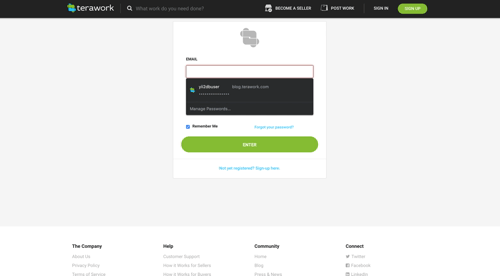 terawork
What work do you need done?
BECOME A SELLER
POST WORK
SIGN IN
SIGN UP
EMAIL
blog.terawork.com
Manage Passwords...
Remember Me
Forgot your password?
ENTER
Not yet registered? Sign up here.
The Company
Help
Community
Connect
About Us
Customer Support
Home
Twitter
Privacy Policy
How it Works for Sellers
Blog
Facebook
Terms of Service
How it Works for Buyers
Press & News
LinkedIn